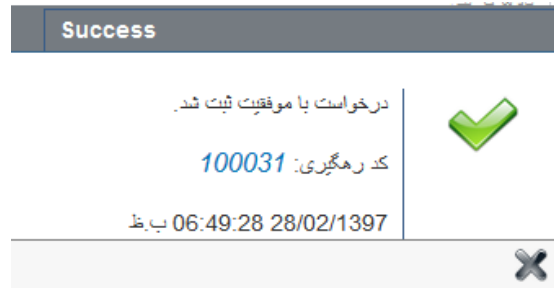 Success
درخواست با موفقیت ثبت شد.
کد رهگیری: 100031
06:49:28 28/02/1397 ب.ظ